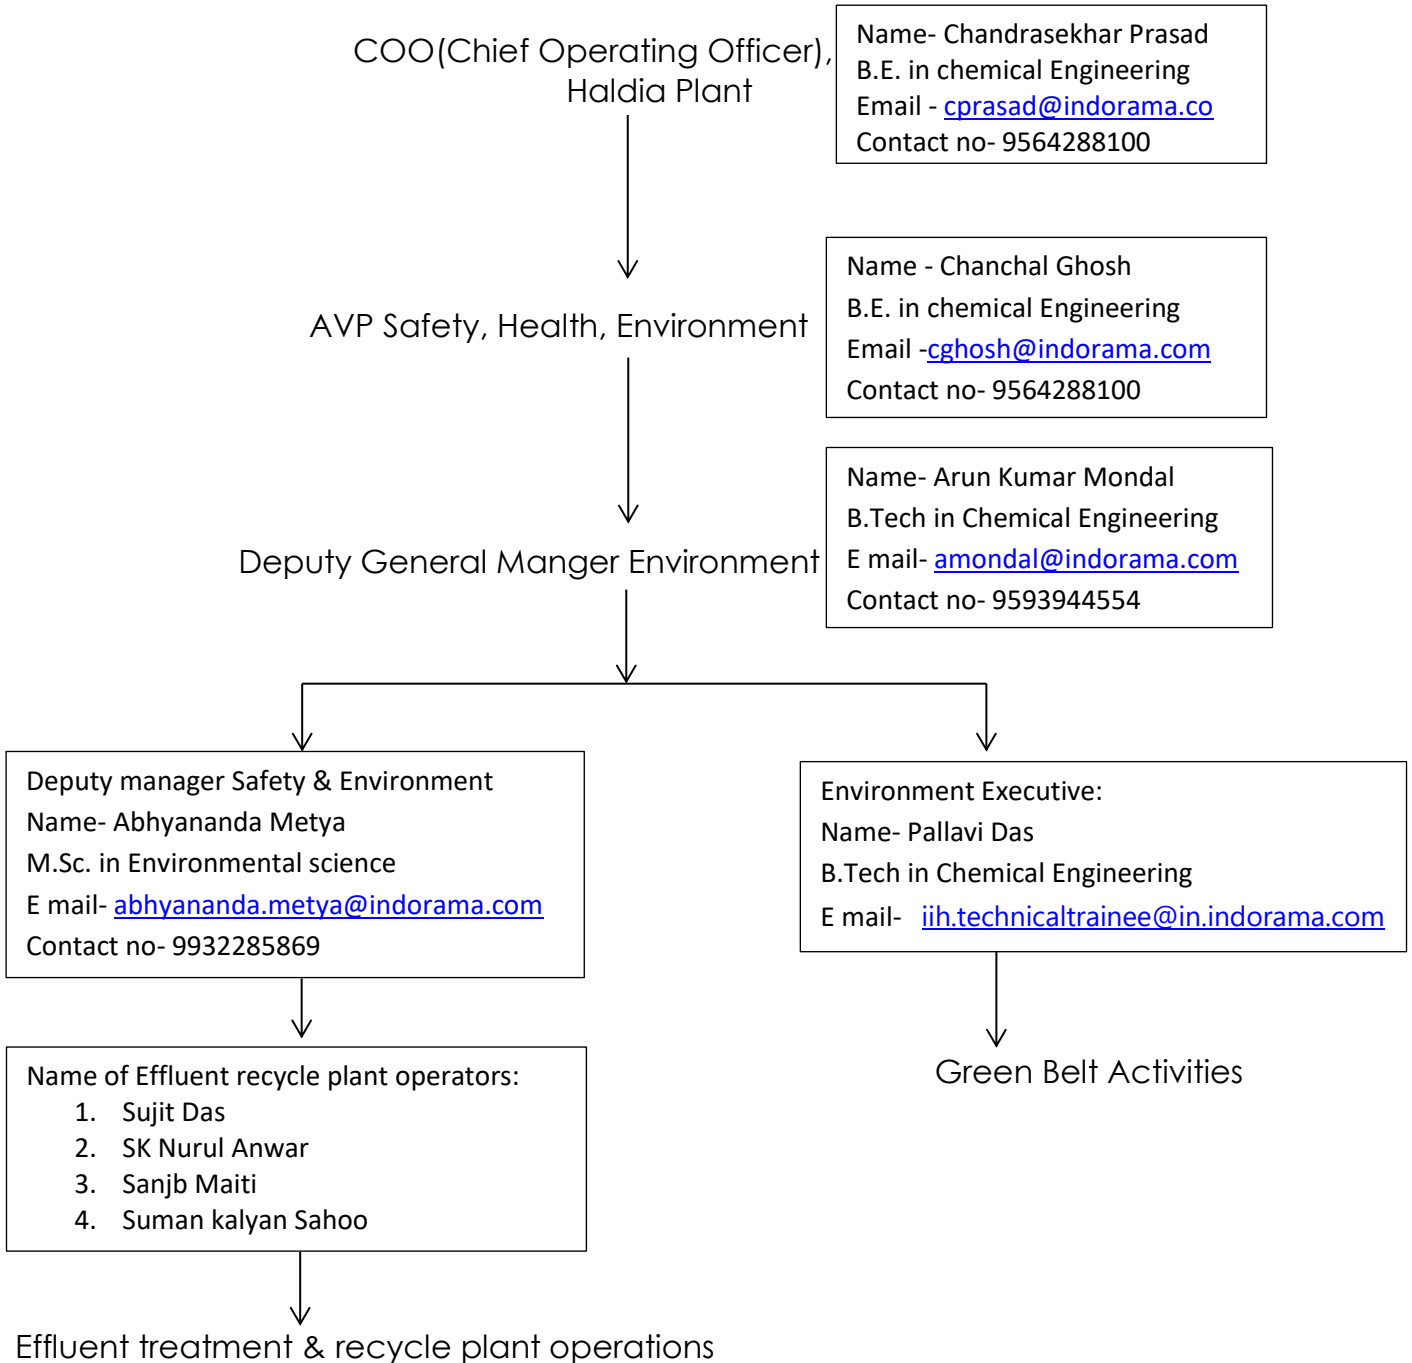 COO(Chief Operating Officer),
Haldia Plant
Name- Chandrasekhar Prasad
B.E. in chemical Engineering
Email - cprasad@indorama.co
Contact no- 9564288100
AVP Safety, Health, Environment
Name - Chanchal Ghosh
B.E. in chemical Engineering
Email -cghosh@indorama.com
Contact no- 9564288100
Deputy General Manger Environment
Name- Arun Kumar Mondal
B.Tech in Chemical Engineering
E mail- amondal@indorama.com
Contact no- 9593944554
Deputy manager Safety & Environment
Name- Abhyananda Metya
M.Sc. in Environmental science
E mail- abhyananda.metya@indorama.com
Contact no- 9932285869
Environment Executive:
Name- Pallavi Das
B.Tech in Chemical Engineering
E mail- iih.technicaltrainee@in.indorama.com
Name of Effluent recycle plant operators:
1. Sujit Das
2. SK Nurul Anwar
3. Sanjb Maiti
4. Suman kalyan Sahoo
Green Belt Activities
Effluent treatment & recycle plant operations